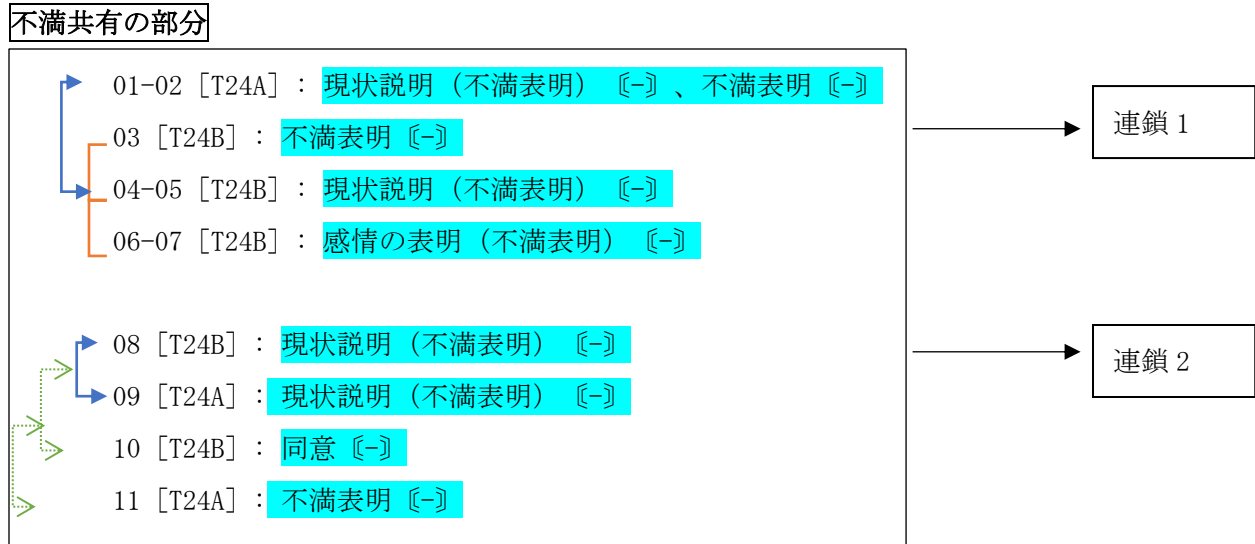 不満共有の部分
01-02 [T24A]：現状説明（不満表明）〔-〕、不満表明〔-〕
03 [T24B]：不満表明〔-〕
04-05 [T24B]：現状説明（不満表明）〔-〕
06-07 [T24B]：感情の表明（不満表明）〔-〕
連鎖 1
08 [T24B]：現状説明（不満表明）〔-〕
09 [T24A]：現状説明（不満表明）〔-〕
10 [T24B]：同意〔-〕
11 [T24A]：不満表明〔-〕
連鎖 2